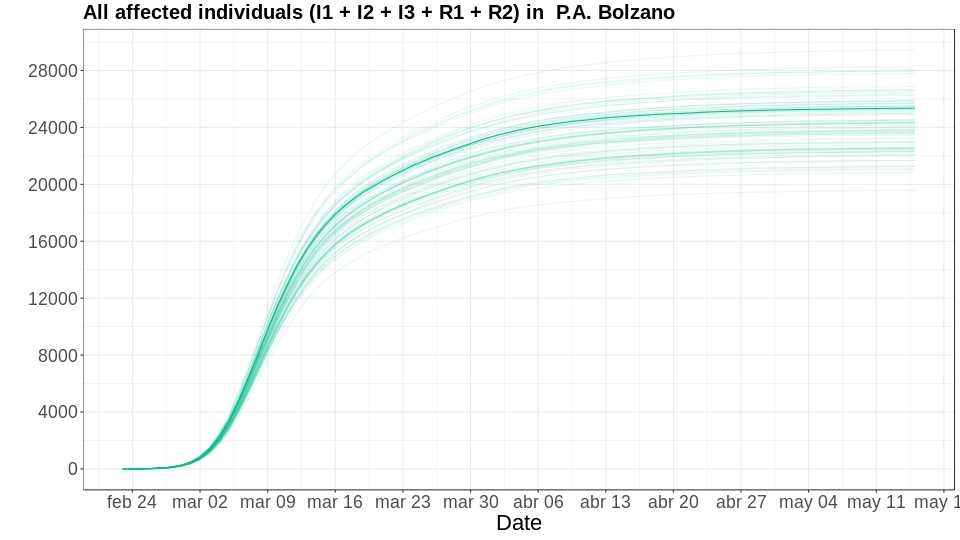 All affected individuals (I1 + I2 + I3 + R1 + R2) in  P.A. Bolzano
28000
24000
20000
16000
12000
8000
4000
0
feb 24 mar 02 mar 09 mar 16 mar 23 mar 30 abr 06 abr 13 abr 20 abr 27 may 04 may 11 may 1
Date